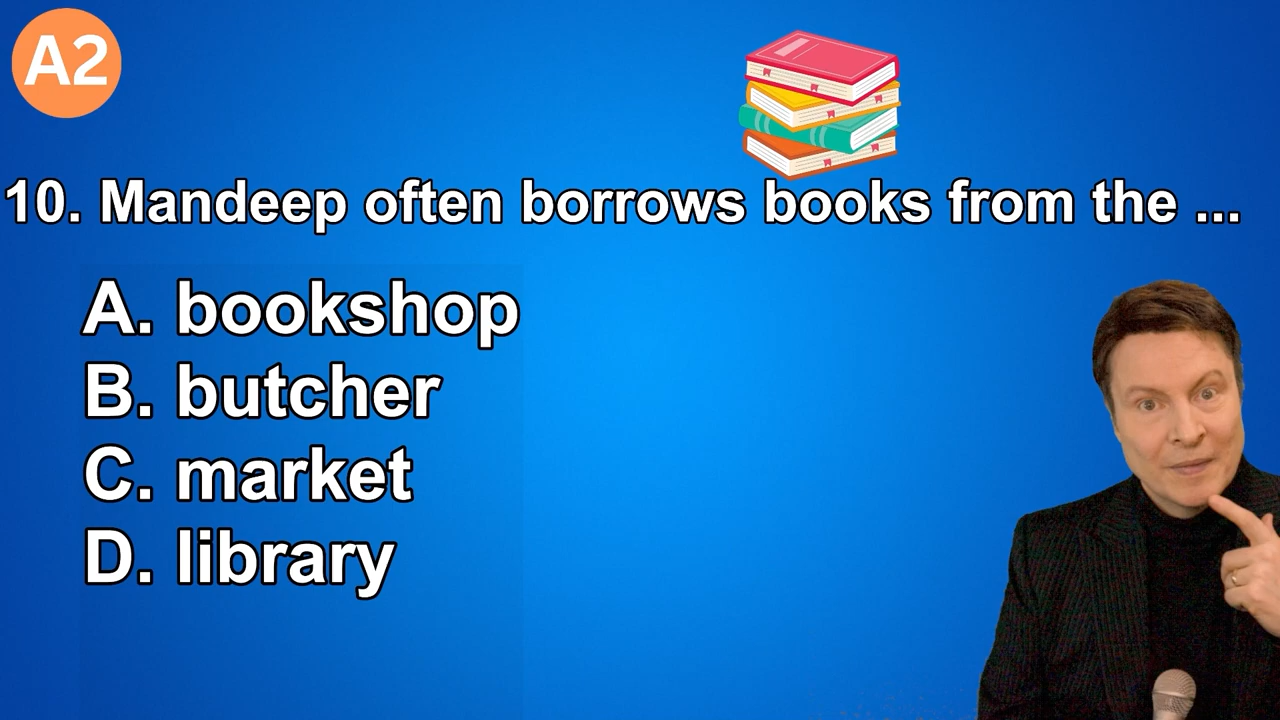 A2
10. Mandeep often borrows books from the ...
A. bookshop
B. butcher
C. market
D. library